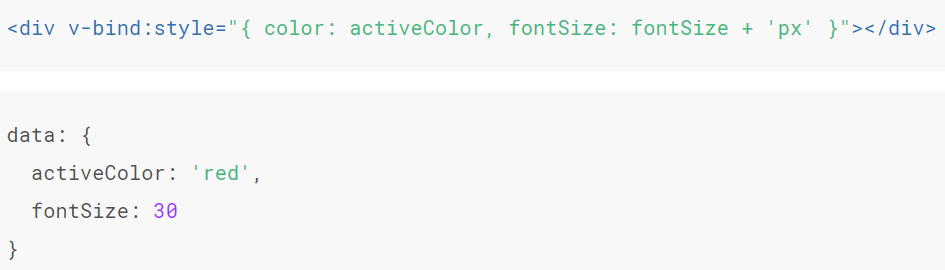 <div v-bind:style="{ color: activeColor, fontSize: fontSize + 'px' }"></div>
data: {
  activeColor: 'red',
  fontSize: 30
}